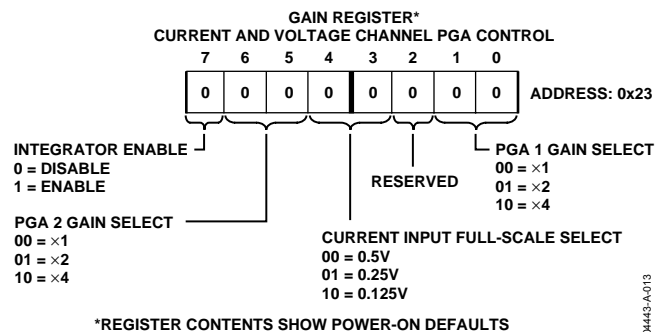 GAIN REGISTER*
CURRENT AND VOLTAGE CHANNEL PGA CONTROL
7 6 5 4 3 2 1 0
0 0 0 0 0 0 0 0 ADDRESS: 0x23
INTEGRATOR ENABLE
0 = DISABLE
1 = ENABLE
RESERVED
PGA 1 GAIN SELECT
00 = ×1
01 = ×2
10 = ×4
PGA 2 GAIN SELECT
00 = ×1
01 = ×2
10 = ×4
CURRENT INPUT FULL-SCALE SELECT
00 = 0.5V
01 = 0.25V
10 = 0.125V
*REGISTER CONTENTS SHOW POWER-ON DEFAULTS